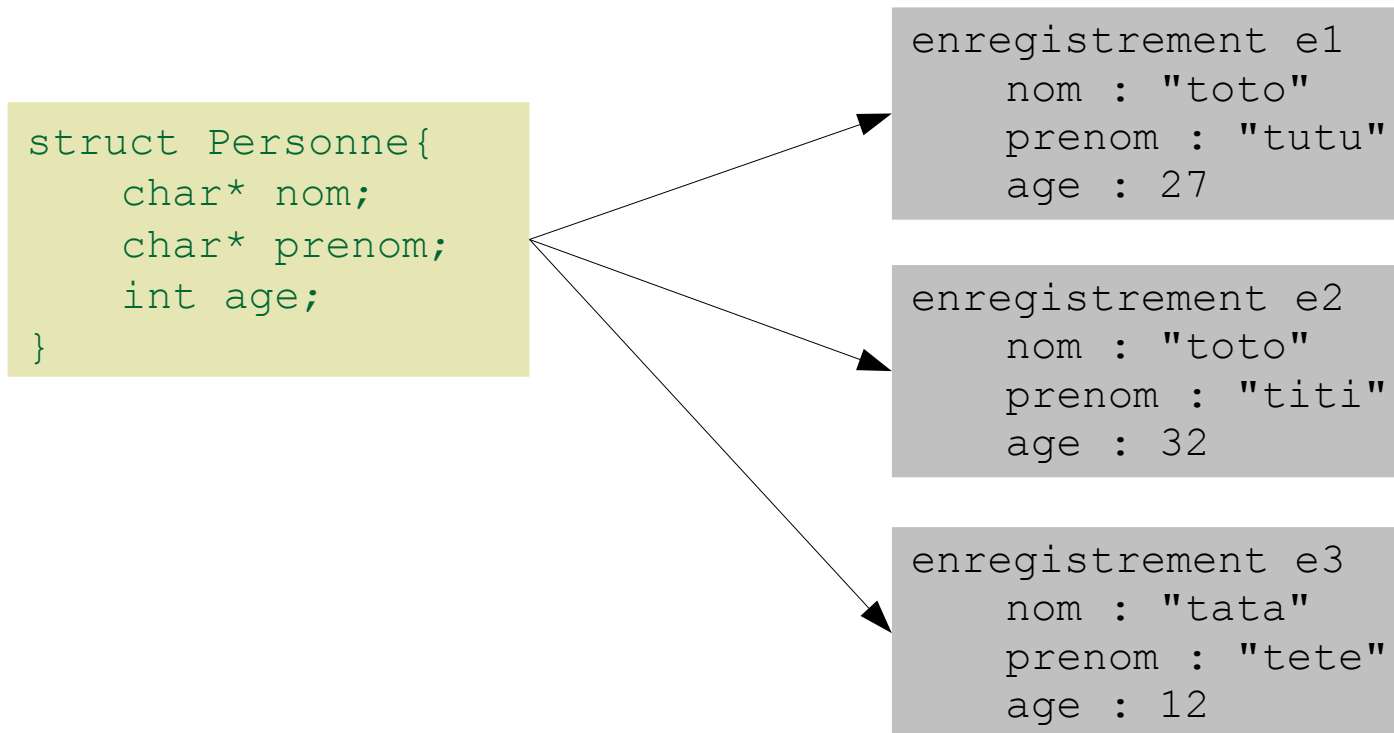 struct Personne{
char* nom;
char* prenom;
int age;
}
enregistrement e1
nom : "toto"
prenom : "tutu"
age : 27
enregistrement e2
nom : "toto"
prenom : "titi"
age : 32
enregistrement e3
nom : "tata"
prenom : "tete"
age : 12